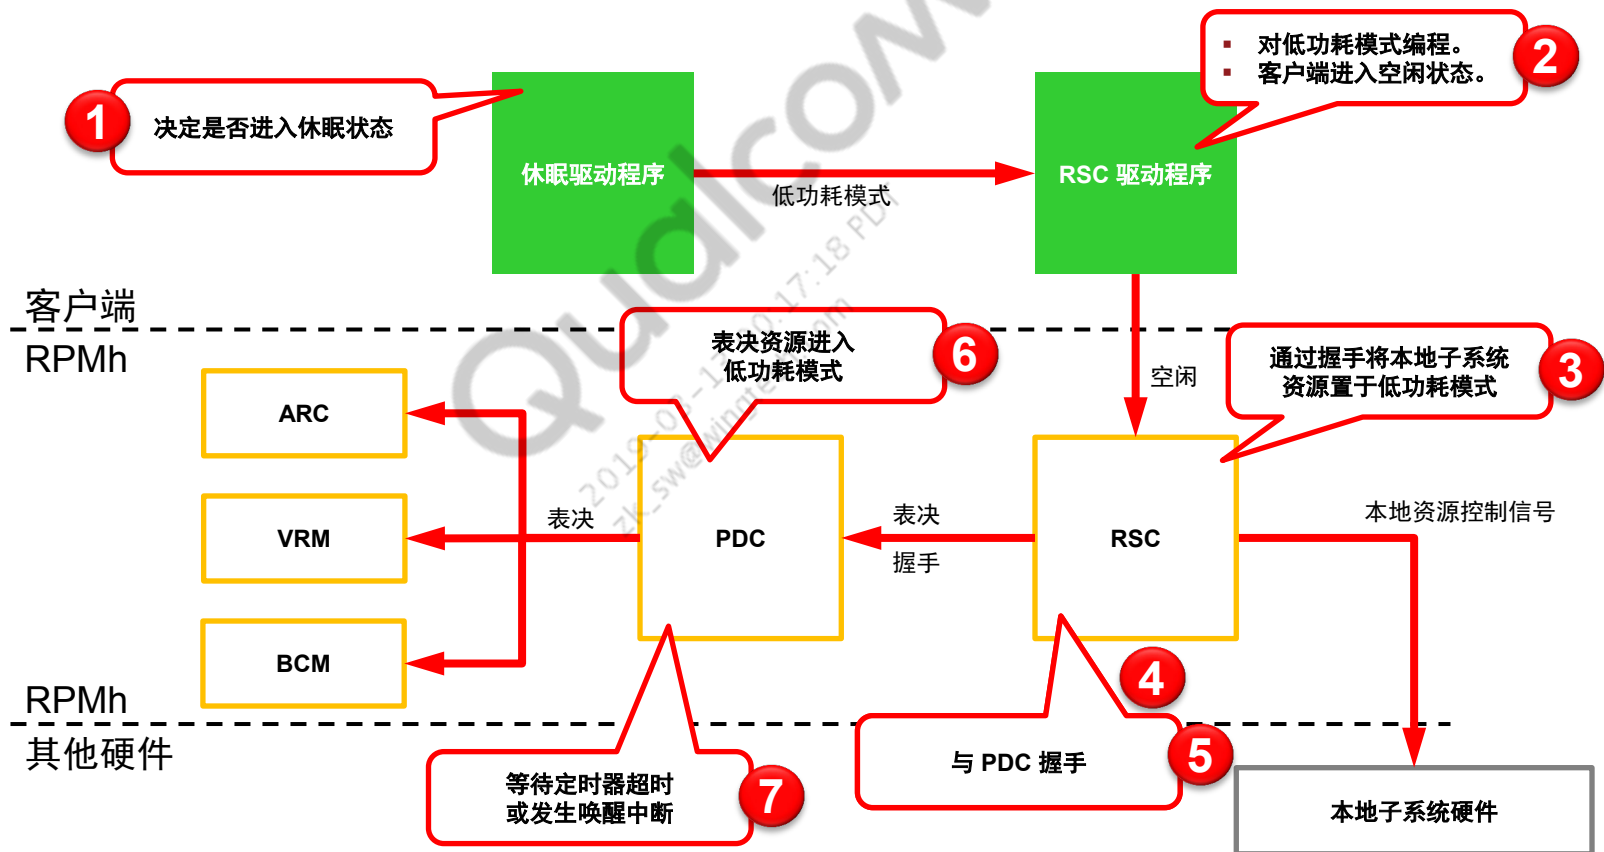 ▪ 对低功耗模式编程。
▪ 客户端进入空闲状态。
2
1
决定是否进入休眠状态
休眠驱动程序
低功耗模式
RSC 驱动程序
客户端
RPMh
表决资源进入
低功耗模式
6
空闲
通过握手将本地子系统
资源置于低功耗模式
3
ARC
VRM
BCM
表决
PDC
表决
握手
RSC
本地资源控制信号
4
RPMh
其他硬件
等待定时器超时
或发生唤醒中断
7
与 PDC 握手
5
本地子系统硬件
Qualcom